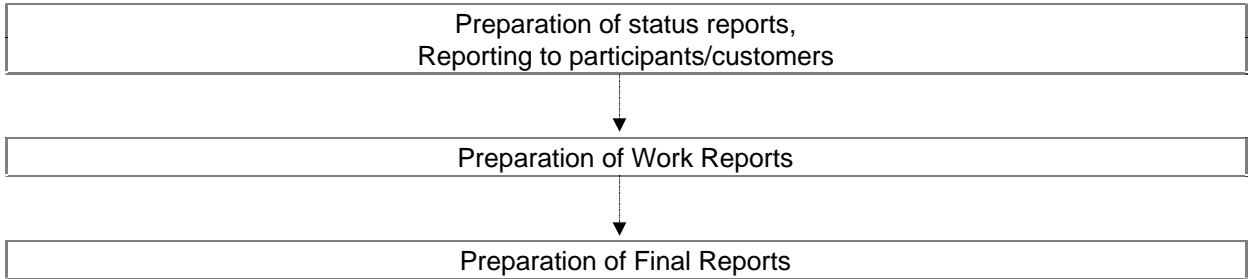 Preparation of status reports,
Reporting to participants/customers
Preparation of Work Reports
Preparation of Final Reports